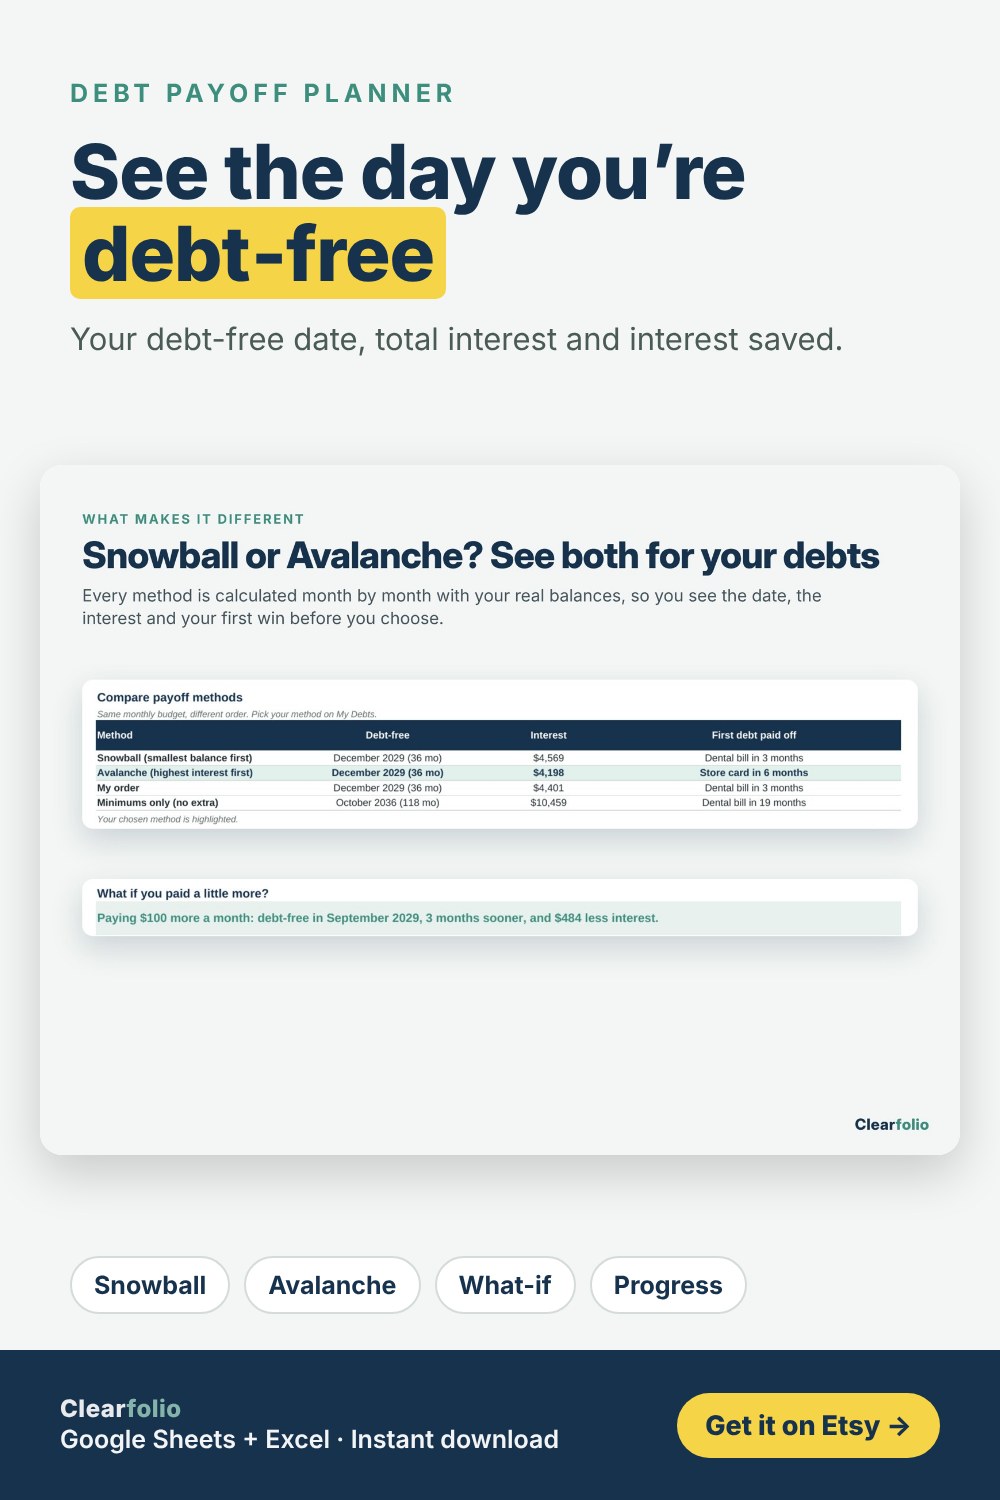 DEBT PAYOFF PLANNER
See the day you’re
debt-free
Your debt-free date, total interest and interest saved.
WHAT MAKES IT DIFFERENT
Snowball or Avalanche? See both for your debts
Every method is calculated month by month with your real balances, so you see the date, the
interest and your first win before you choose.
Compare payoff methods
Same monthly budget, different order. Pick your method on My Debts.
Method Debt-free Interest First debt paid off
Snowball (smallest balance first) December 2029 (36 mo) $4,569 Dental bill in 3 months
Avalanche (highest interest first) December 2029 (36 mo) $4,198 Store card in 6 months
My order December 2029 (36 mo) $4,401 Dental bill in 3 months
Minimums only (no extra) October 2036 (118 mo) $10,459 Dental bill in 19 months
Your chosen method is highlighted.
What if you paid a little more?
Paying $100 more a month: debt-free in September 2029, 3 months sooner, and $484 less interest.
Clearfolio
Snowball Avalanche What-if Progress
Clearfolio
Google Sheets + Excel · Instant download
Get it on Etsy →